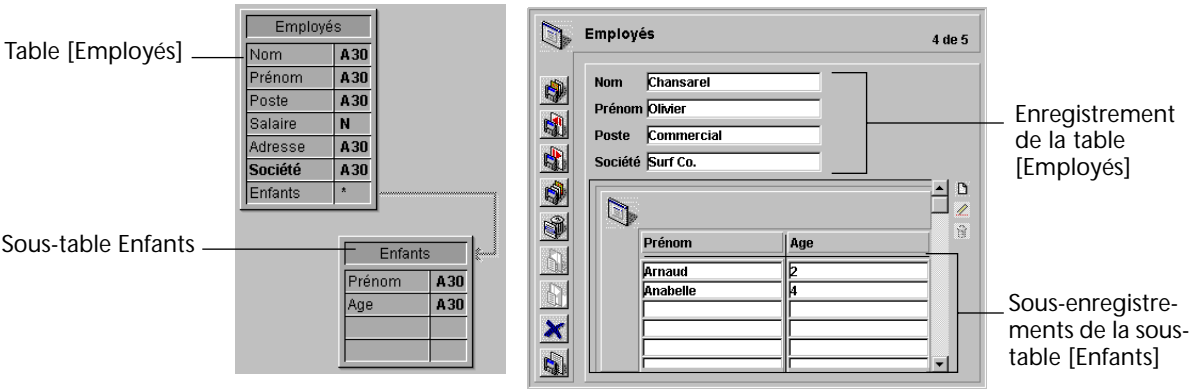 Table [Employés]
Employés
Nom A30
Prénom A30
Poste A30
Salaire N
Adresse A30
Société A30
Enfants *
Sous-table Enfants
Enfants
Prénom A30
Age A30
Employés
4 de 5
Nom Chansarel
Prénom Olivier
Poste Commercial
Société Surf Co.
Prénom Age
Arnaud 2
Anabelle 4
Enregistrement
de la table
[Employés]
Sous-enregistre-
ments de la sous-
table [Enfants]